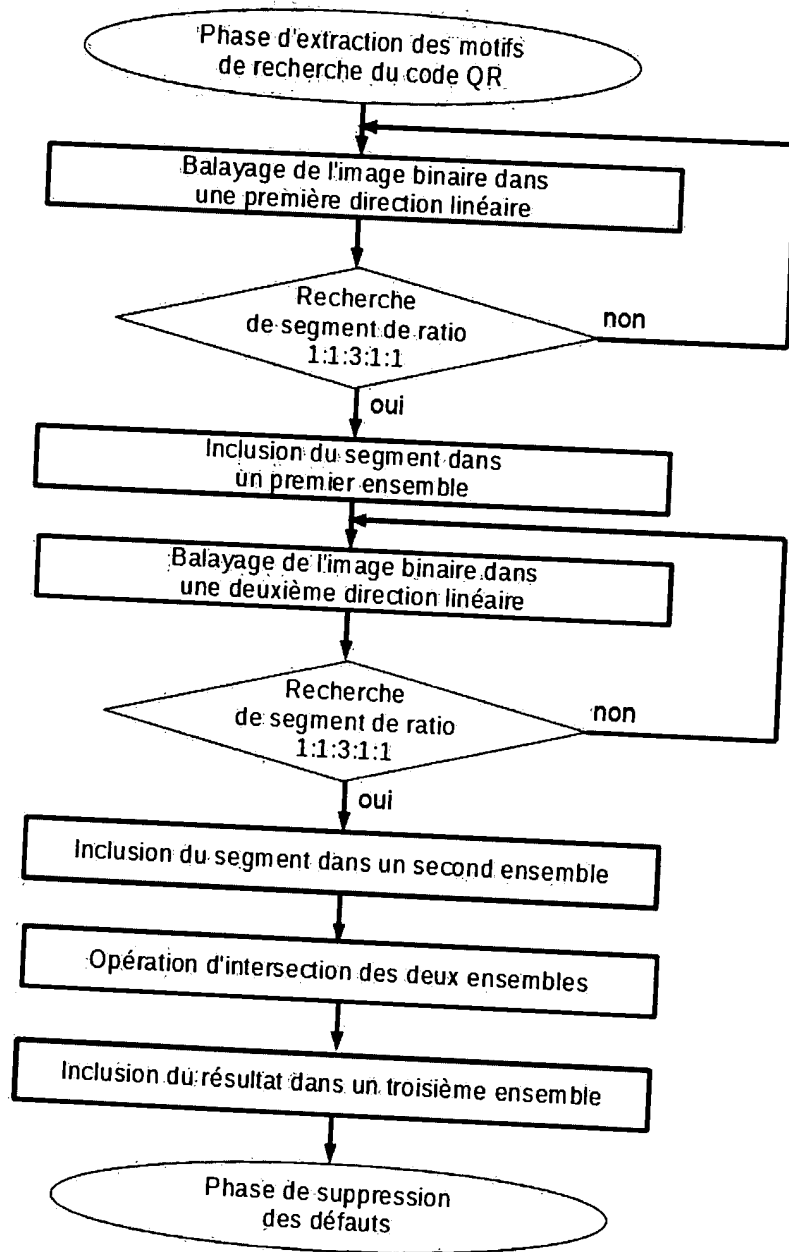 Phase d'extraction des motifs
de recherche du code QR
Balayage de l'image binaire dans
une première direction linéaire
Recherche
de segment de ratio
1:1:3:1:1
non
oui
Inclusion du segment dans
un premier ensemble
Balayage de l'image binaire dans
une deuxième direction linéaire
Recherche
de segment de ratio
1:1:3:1:1
non
oui
Inclusion du segment dans un second ensemble
Opération d'intersection des deux ensembles
Inclusion du résultat dans un troisième ensemble
Phase de suppression
des défauts